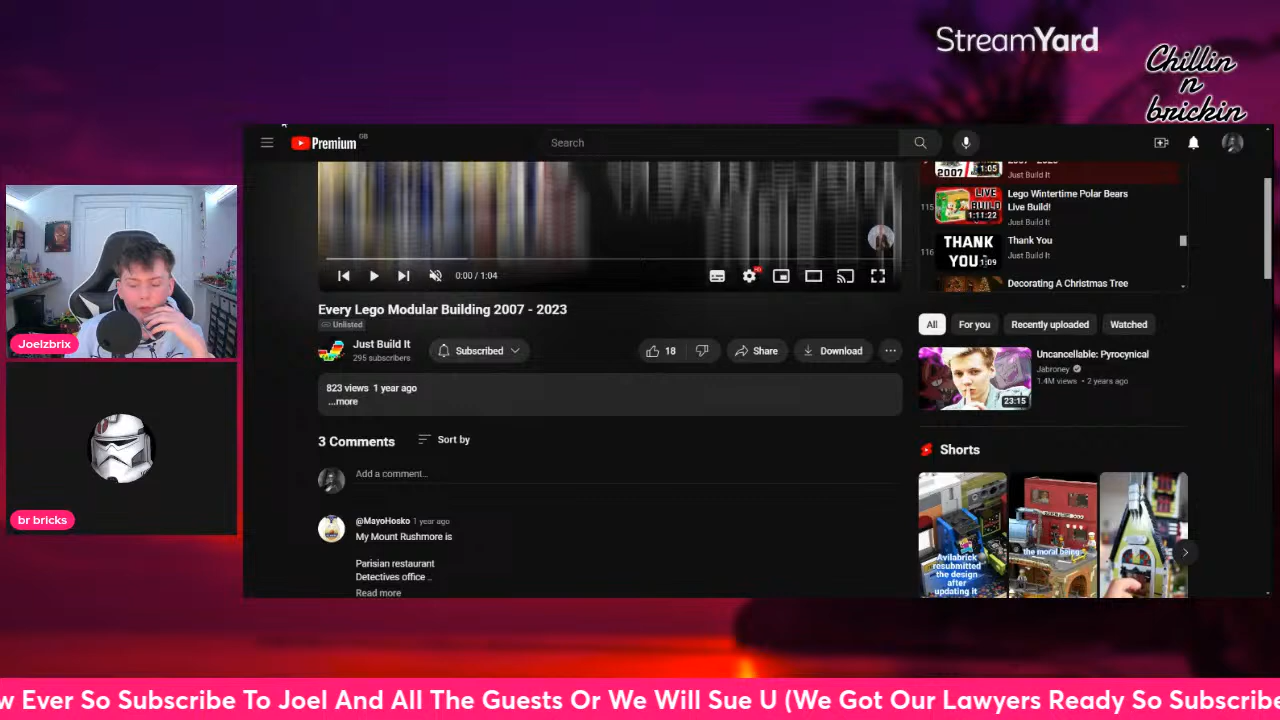 StreamYard
Chillin
n
brickin
Premium
GB
Search
1:05
Just Build It
115
LIVE
BUILD
1:11:22
Lego Wintertime Polar Bears
Live Build!
Just Build It
116
THANK
YOU
1:09
Thank You
Just Build It
Decorating A Christmas Tree
0:00 / 1:04
Every Lego Modular Building 2007 - 2023
Unlisted
Just Build It
295 subscribers
Subscribed
18
Share
Download
823 views 1 year ago
...more
3 Comments
Sort by
Add a comment...
@MayoHosko 1 year ago
My Mount Rushmore is
Parisian restaurant
Detectives office ..
Read more
All
For you
Recently uploaded
Watched
Uncancellable: Pyrocynical
Jabroney
1.4M views • 2 years ago
23:15
Shorts
Avilabrick
resubmitted
the design
after
updating it
the moral being
Joelzbrix
br bricks
w Ever So Subscribe To Joel And All The Guests Or We Will Sue U (We Got Our Lawyers Ready So Subscribe